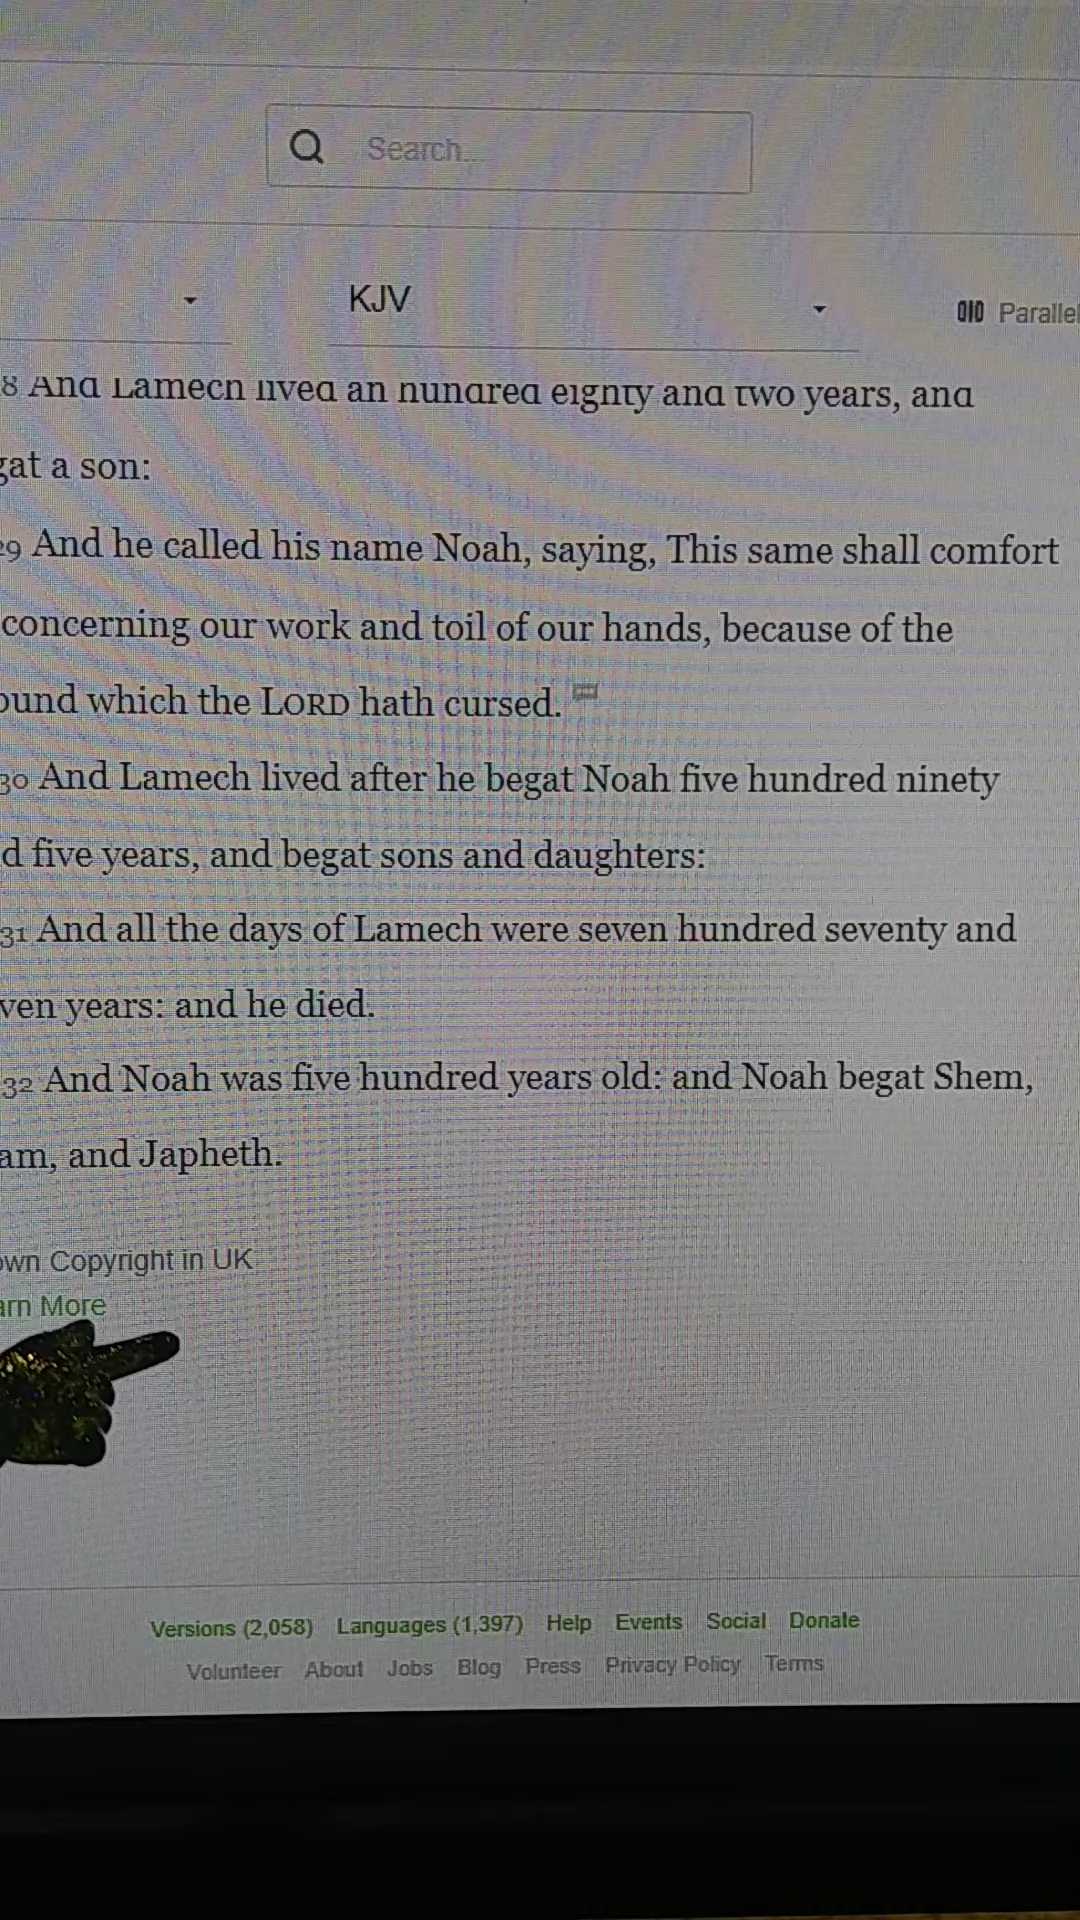 Search...
KJV
Parallel
8 And Lamech lived an hundred eighty and two years, and
gat a son:
29 And he called his name Noah, saying, This same shall comfort
concerning our work and toil of our hands, because of the
ound which the LORD hath cursed.
30 And Lamech lived after he begat Noah five hundred ninety
d five years, and begat sons and daughters:
31 And all the days of Lamech were seven hundred seventy and
ven years: and he died.
32 And Noah was five hundred years old: and Noah begat Shem,
am, and Japheth.
own Copyright in UK
arn More
Versions (2,058) Languages (1,397) Help Events Social Donate
Volunteer About Jobs Blog Press Privacy Policy Terms